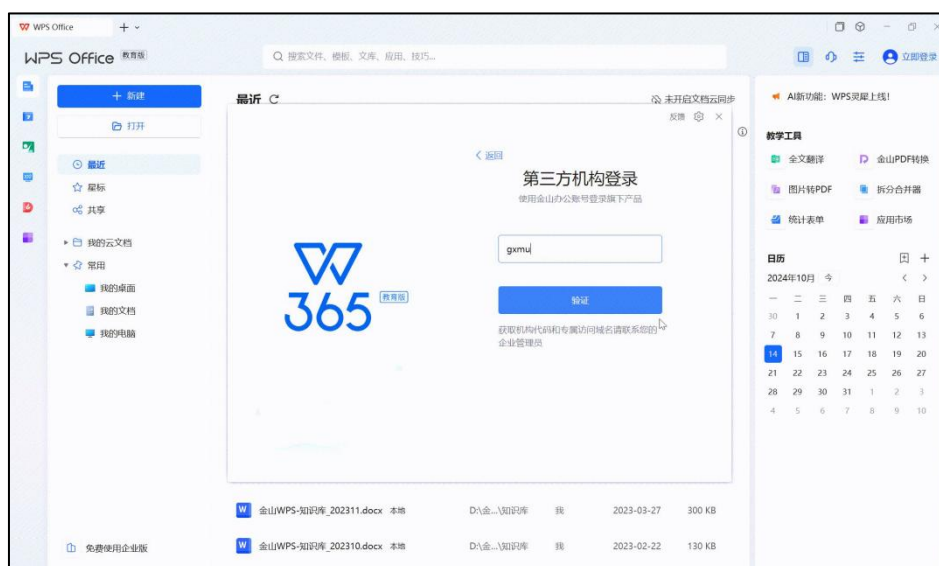 WPS Office
WPS Office 教育版
搜索文件、模板、文库、应用、技巧...
立即登录
新建
打开
最近
星标
共享
我的云文档
常用
我的桌面
我的文档
我的电脑
免费使用企业版
最近
未开启文档云同步
反馈
返回
第三方机构登录
使用金山办公账号登录旗下产品
gxmu
验证
获取机构代码和专属访问域名请联系您的
企业管理员
365 教育版
金山WPS-知识库_202311.docx 本地 D:\金...\知识库 我 2023-03-27 300 KB
金山WPS-知识库_202310.docx 本地 D:\金...\知识库 我 2023-02-22 130 KB
AI新功能：WPS灵犀上线！
教学工具
全文翻译 金山PDF转换
图片转PDF 拆分合并器
统计表单 应用市场
日历
2024年10月 今
一 二 三 四 五 六 日
30 1 2 3 4 5 6
7 8 9 10 11 12 13
14 15 16 17 18 19 20
21 22 23 24 25 26 27
28 29 30 31 1 2 3
4 5 6 7 8 9 10